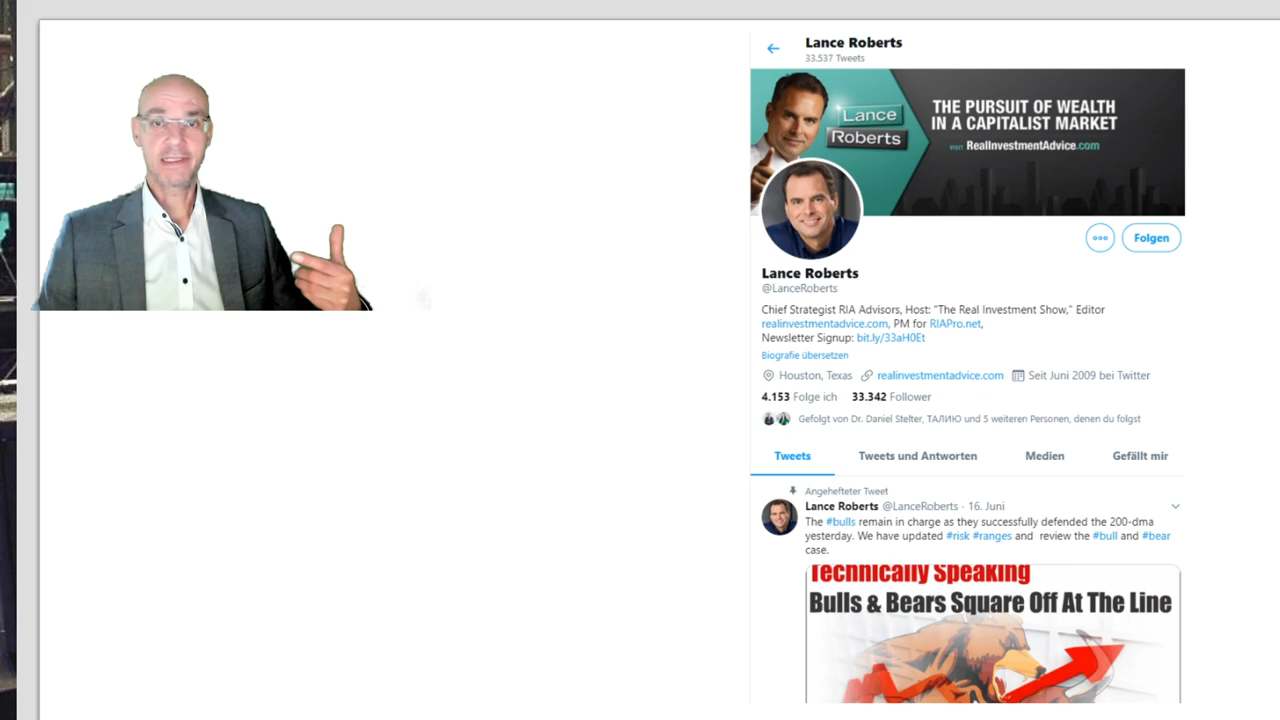 Lance Roberts
33.537 Tweets
Lance
Roberts
THE PURSUIT OF WEALTH
IN A CAPITALIST MARKET
VISIT RealInvestmentAdvice.com
Folgen
Lance Roberts
@LanceRoberts
Chief Strategist RIA Advisors, Host: "The Real Investment Show," Editor
realinvestmentadvice.com, PM for RIAPro.net,
Newsletter Signup: bit.ly/33aH0Et
Biografie übersetzen
Houston, Texas realinvestmentadvice.com Seit Juni 2009 bei Twitter
4.153 Folge ich 33.342 Follower
Gefolgt von Dr. Daniel Stelter, ТАЛИЮ und 5 weiteren Personen, denen du folgst
Tweets Tweets und Antworten Medien Gefällt mir
Angehefteter Tweet
Lance Roberts @LanceRoberts · 16. Juni
The #bulls remain in charge as they successfully defended the 200-dma
yesterday. We have updated #risk #ranges and review the #bull and #bear
case.
Technically Speaking
Bulls & Bears Square Off At The Line